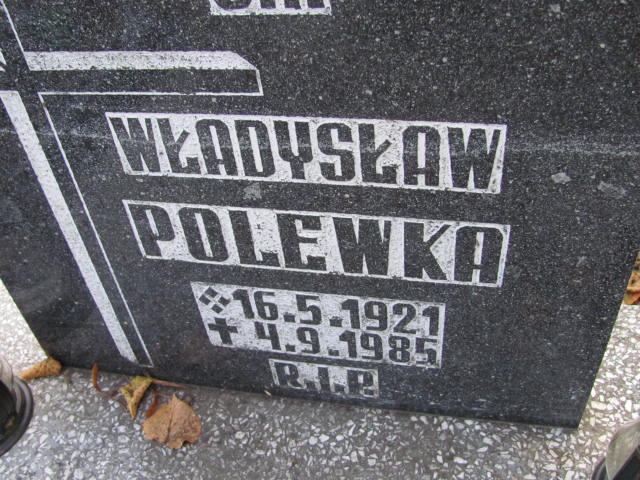 WŁADYSŁAW
POLEWKA
16.5.1921
✝ 4.9.1985
R.I.P.